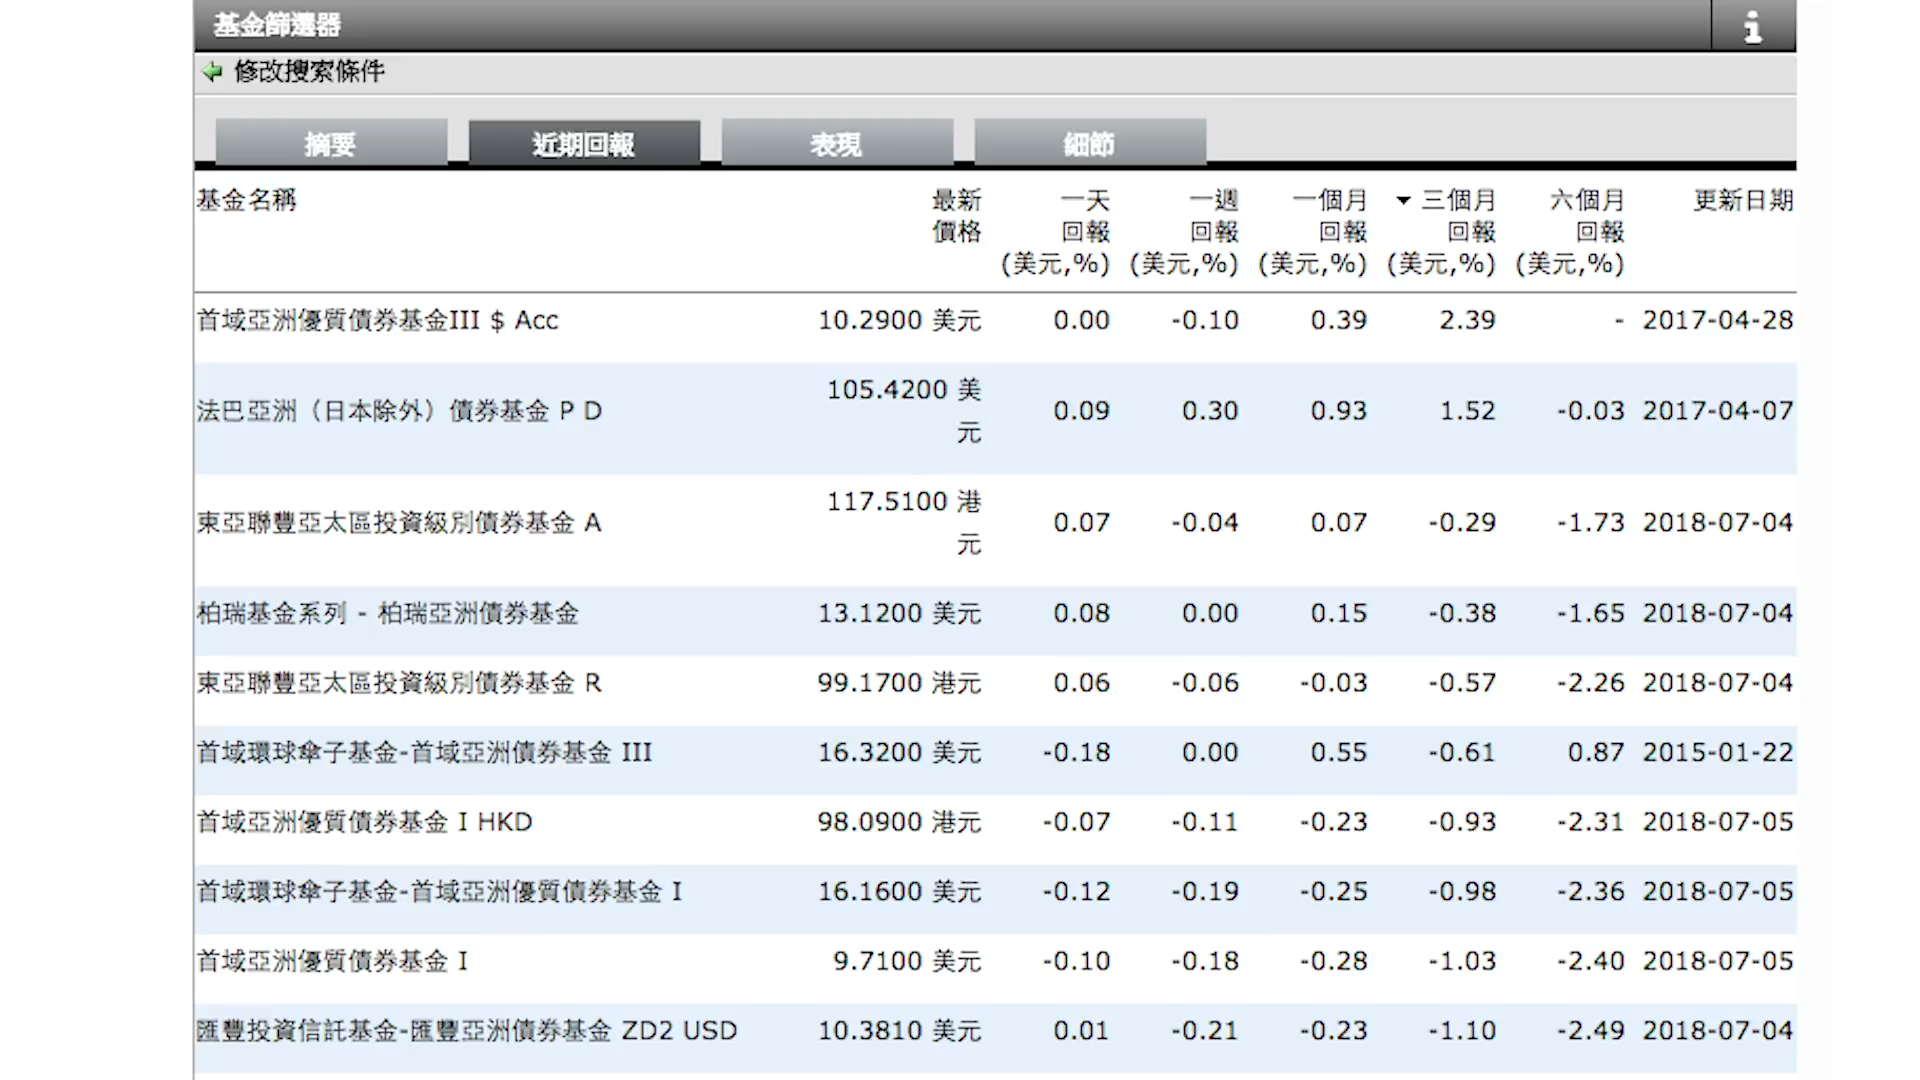 基金篩選器
修改搜索條件
摘要 近期回報 表現 細節
基金名稱 最新 一天 一週 一個月 三個月 六個月 更新日期
價格 回報 回報 回報 回報 回報
(美元,%) (美元,%) (美元,%) (美元,%) (美元,%)
首域亞洲優質債券基金III $ Acc 10.2900 美元 0.00 -0.10 0.39 2.39 - 2017-04-28
法巴亞洲（日本除外）債券基金 P D 105.4200 美 0.09 0.30 0.93 1.52 -0.03 2017-04-07
元
東亞聯豐亞太區投資級別債券基金 A 117.5100 港 0.07 -0.04 0.07 -0.29 -1.73 2018-07-04
元
柏瑞基金系列 - 柏瑞亞洲債券基金 13.1200 美元 0.08 0.00 0.15 -0.38 -1.65 2018-07-04
東亞聯豐亞太區投資級別債券基金 R 99.1700 港元 0.06 -0.06 -0.03 -0.57 -2.26 2018-07-04
首域環球傘子基金-首域亞洲債券基金 III 16.3200 美元 -0.18 0.00 0.55 -0.61 0.87 2015-01-22
首域亞洲優質債券基金 I HKD 98.0900 港元 -0.07 -0.11 -0.23 -0.93 -2.31 2018-07-05
首域環球傘子基金-首域亞洲優質債券基金 I 16.1600 美元 -0.12 -0.19 -0.25 -0.98 -2.36 2018-07-05
首域亞洲優質債券基金 I 9.7100 美元 -0.10 -0.18 -0.28 -1.03 -2.40 2018-07-05
匯豐投資信託基金-匯豐亞洲債券基金 ZD2 USD 10.3810 美元 0.01 -0.21 -0.23 -1.10 -2.49 2018-07-04